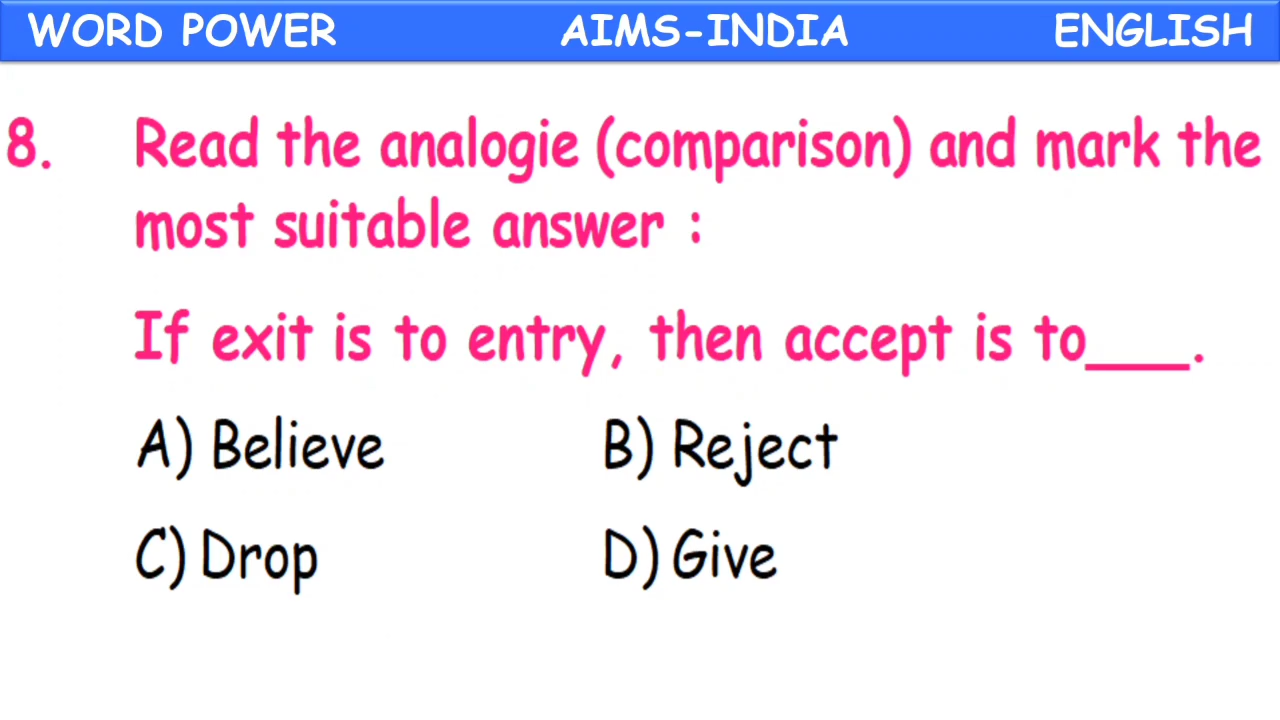 WORD POWER AIMS-INDIA ENGLISH
8. Read the analogie (comparison) and mark the
most suitable answer :
If exit is to entry, then accept is to___.
A) Believe B) Reject
C) Drop D) Give